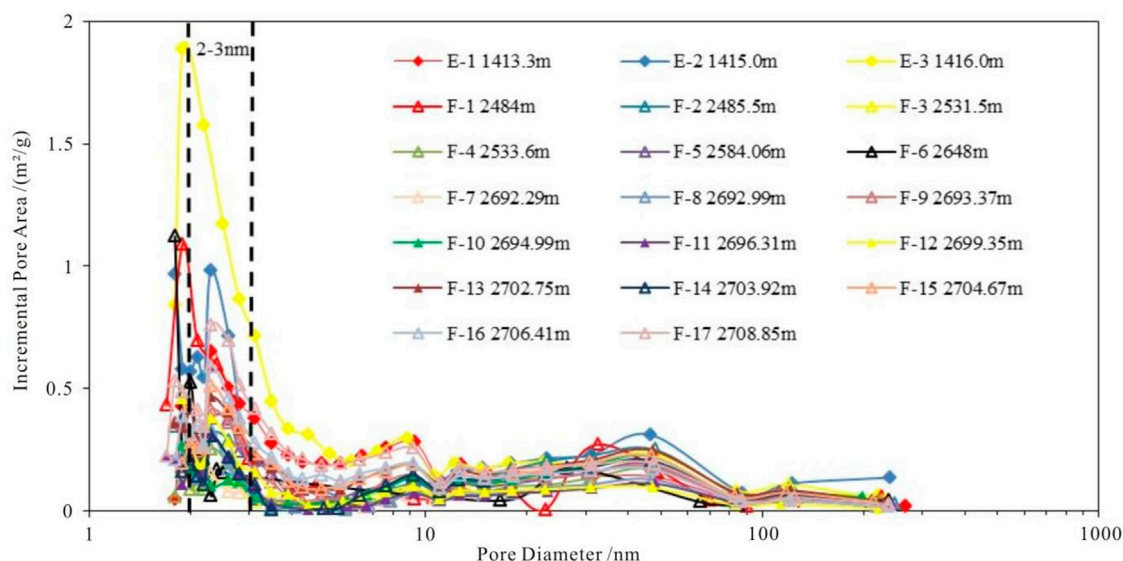 2
2-3nm
E-1 1413.3m E-2 1415.0m E-3 1416.0m
F-1 2484m F-2 2485.5m F-3 2531.5m
1.5
F-4 2533.6m F-5 2584.06m F-6 2648m
F-7 2692.29m F-8 2692.99m F-9 2693.37m
1
F-10 2694.99m F-11 2696.31m F-12 2699.35m
F-13 2702.75m F-14 2703.92m F-15 2704.67m
F-16 2706.41m F-17 2708.85m
0.5
0
Incremental Pore Area /(m²/g)
1 10 100 1000
Pore Diameter /nm